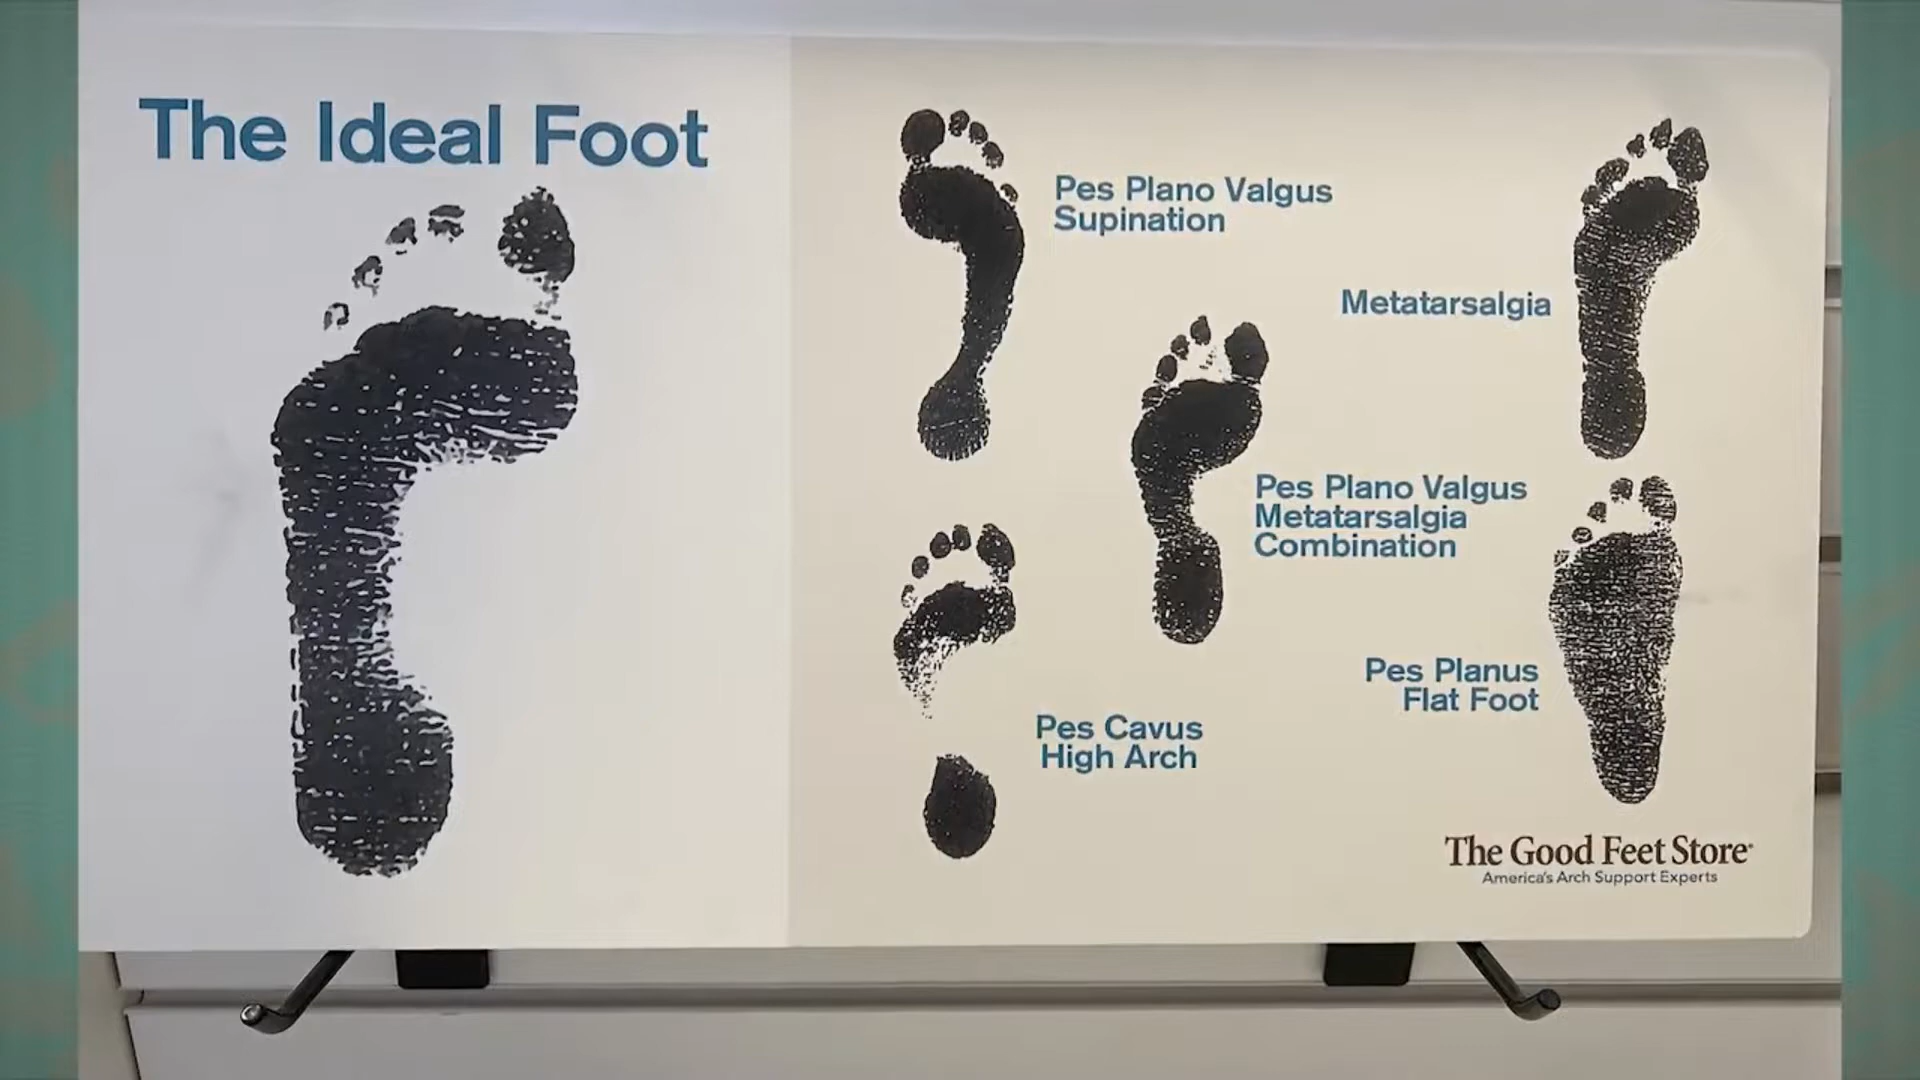 The Ideal Foot
Pes Plano Valgus
Supination
Metatarsalgia
Pes Plano Valgus
Metatarsalgia
Combination
Pes Planus
Flat Foot
Pes Cavus
High Arch
The Good Feet Store
America's Arch Support Experts